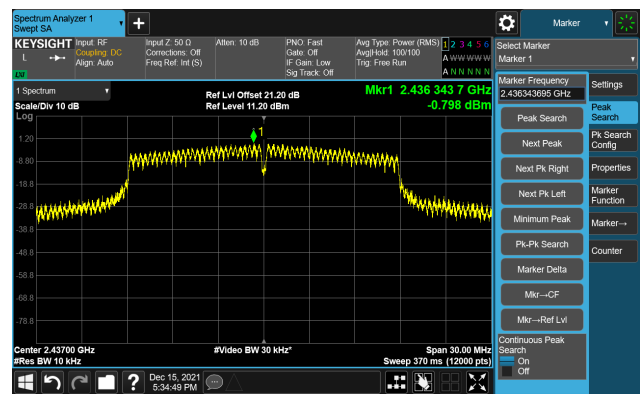 Spectrum Analyzer 1
Swept SA
Marker
KEYSIGHT
L
LXI
Input: RF
Coupling: DC
Align: Auto
Input Z: 50 Ω
Corrections: Off
Freq Ref: Int (S)
Atten: 10 dB
PNO: Fast
Gate: Off
IF Gain: Low
Sig Track: Off
Avg Type: Power (RMS)
Avg|Hold: 100/100
Trig: Free Run
1 2 3 4 5 6
A W W W W W
A N N N N N
Select Marker
Marker 1
1 Spectrum
Scale/Div 10 dB
Log
Ref Lvl Offset 21.20 dB
Ref Level 11.20 dBm
Mkr1 2.436 343 7 GHz
-0.798 dBm
1
1.20
-8.80
-18.8
-28.8
-38.8
-48.8
-58.8
-68.8
-78.8
Center 2.43700 GHz
#Res BW 10 kHz
#Video BW 30 kHz*
Span 30.00 MHz
Sweep 370 ms (12000 pts)
Marker Frequency
2.436343695 GHz
Peak Search
Next Peak
Next Pk Right
Next Pk Left
Minimum Peak
Pk-Pk Search
Marker Delta
Mkr→CF
Mkr→Ref Lvl
Continuous Peak
Search
On
Off
Settings
Peak
Search
Pk Search
Config
Properties
Marker
Function
Marker→
Counter
?
Dec 15, 2021
5:34:49 PM